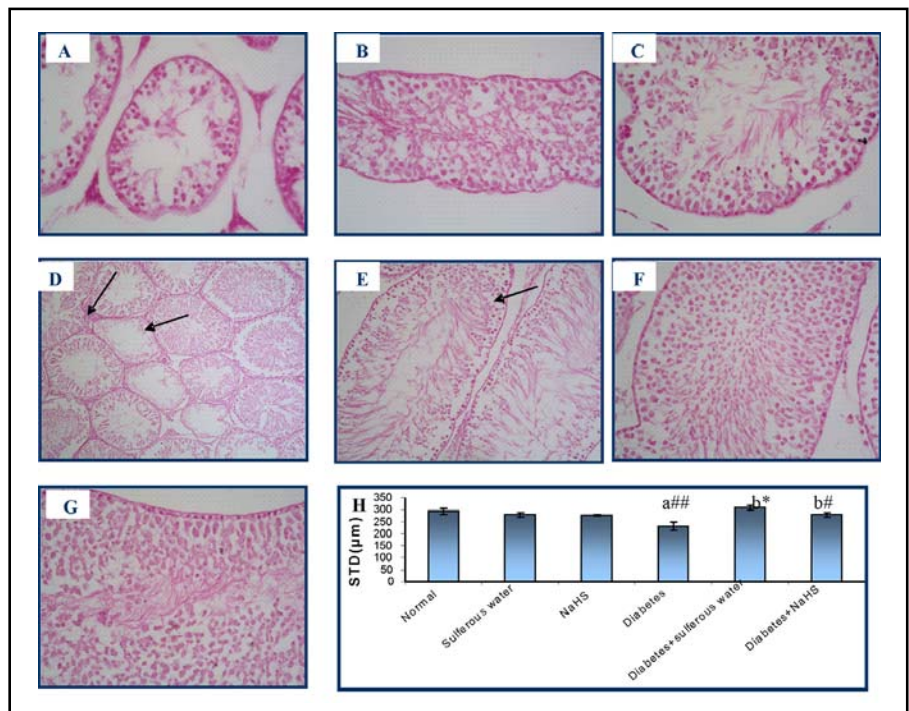 A
B
C
D
E
F
G
H
STD (µm)
350
300
250
200
150
100
50
0
a##
b*
b#
Normal
Sulferous water
NaHS
Diabetes
Diabetes+sulferous water
Diabetes+NaHS